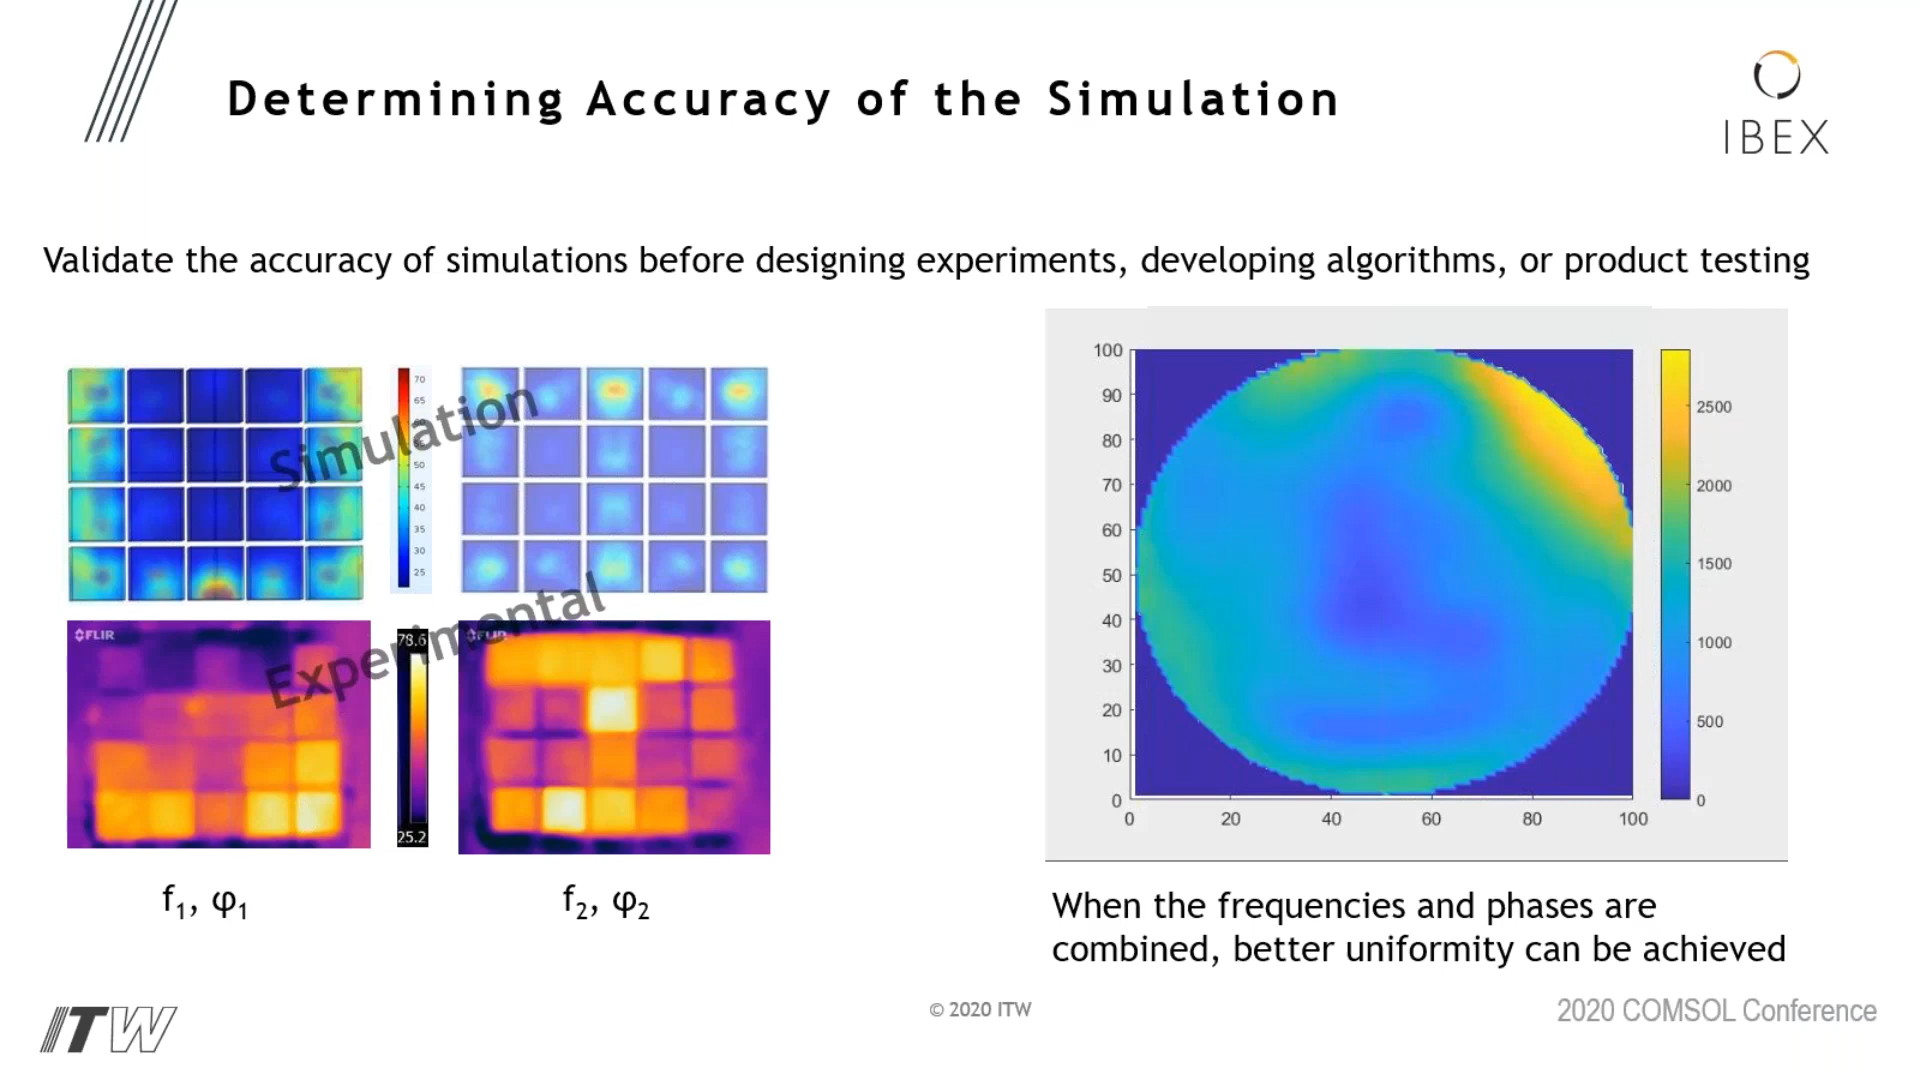 Determining Accuracy of the Simulation
IBEX
Validate the accuracy of simulations before designing experiments, developing algorithms, or product testing
Simulation
70
65
50
45
40
35
30
25
Experimental
FLIR
78.6
25.2
FLIR
f1, φ1
f2, φ2
100
90
80
70
60
50
40
30
20
10
0
0 20 40 60 80 100
2500
2000
1500
1000
500
0
When the frequencies and phases are
combined, better uniformity can be achieved
ITW
© 2020 ITW
2020 COMSOL Conference